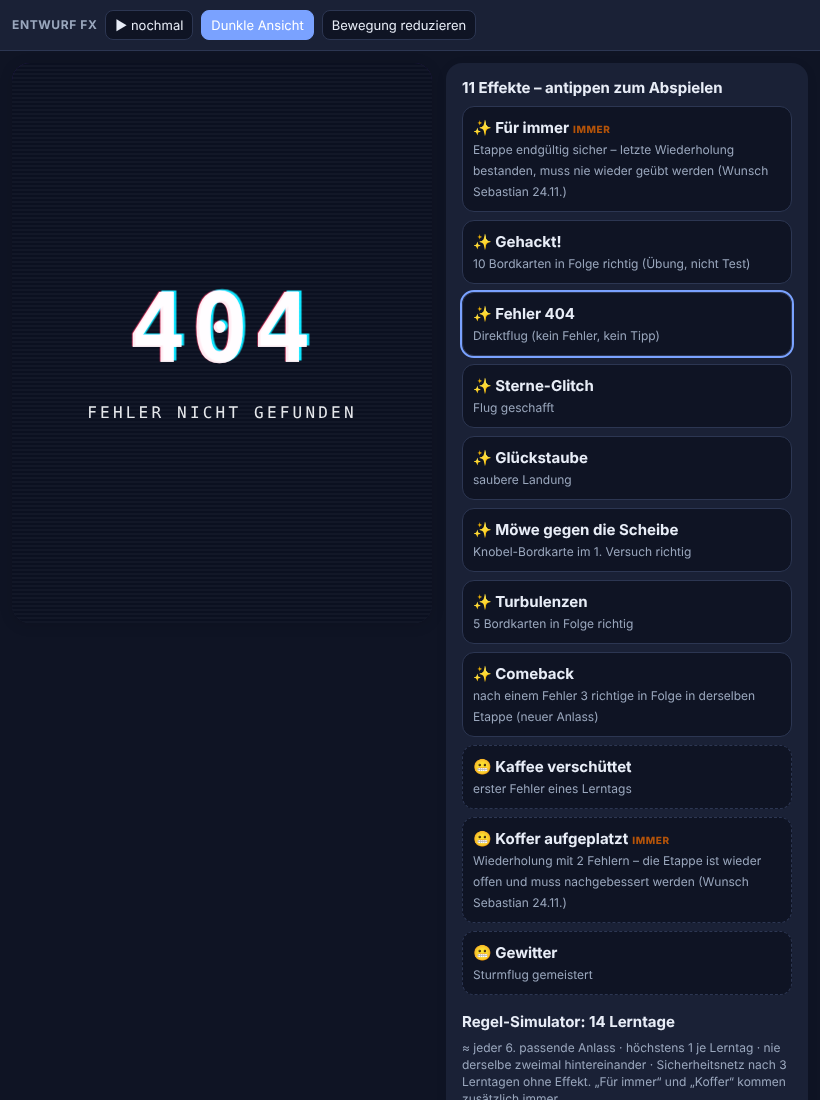 ENTWURF FX
▶ nochmal
Dunkle Ansicht
Bewegung reduzieren
404
FEHLER NICHT GEFUNDEN
11 Effekte – antippen zum Abspielen
✨ Für immer IMMER
Etappe endgültig sicher – letzte Wiederholung
bestanden, muss nie wieder geübt werden (Wunsch
Sebastian 24.11.)
✨ Gehackt!
10 Bordkarten in Folge richtig (Übung, nicht Test)
✨ Fehler 404
Direktflug (kein Fehler, kein Tipp)
✨ Sterne-Glitch
Flug geschafft
✨ Glückstaube
saubere Landung
✨ Möwe gegen die Scheibe
Knobel-Bordkarte im 1. Versuch richtig
✨ Turbulenzen
5 Bordkarten in Folge richtig
✨ Comeback
nach einem Fehler 3 richtige in Folge in derselben
Etappe (neuer Anlass)
😬 Kaffee verschüttet
erster Fehler eines Lerntags
😬 Koffer aufgeplatzt IMMER
Wiederholung mit 2 Fehlern – die Etappe ist wieder
offen und muss nachgebessert werden (Wunsch
Sebastian 24.11.)
😬 Gewitter
Sturmflug gemeistert
Regel-Simulator: 14 Lerntage
≈ jeder 6. passende Anlass · höchstens 1 je Lerntag · nie
derselbe zweimal hintereinander · Sicherheitsnetz nach 3
Lerntagen ohne Effekt. „Für immer“ und „Koffer“ kommen
zusätzlich immer.